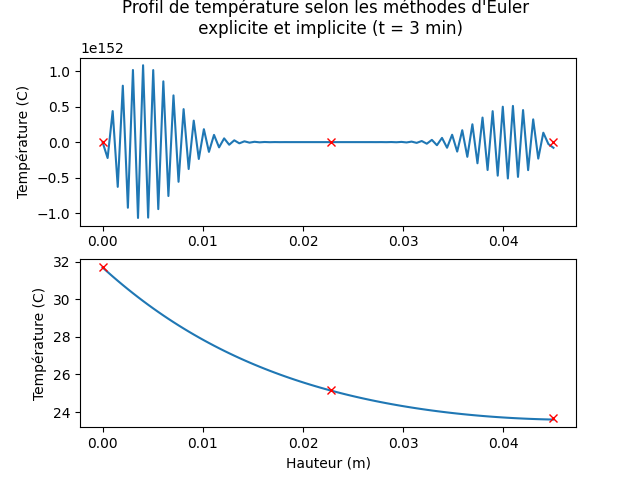 Profil de température selon les méthodes d'Euler
explicite et implicite (t = 3 min)
1e152
1.0
0.5
0.0
−0.5
−1.0
Température (C)
0.00 0.01 0.02 0.03 0.04
32
30
28
26
24
Température (C)
0.00 0.01 0.02 0.03 0.04
Hauteur (m)